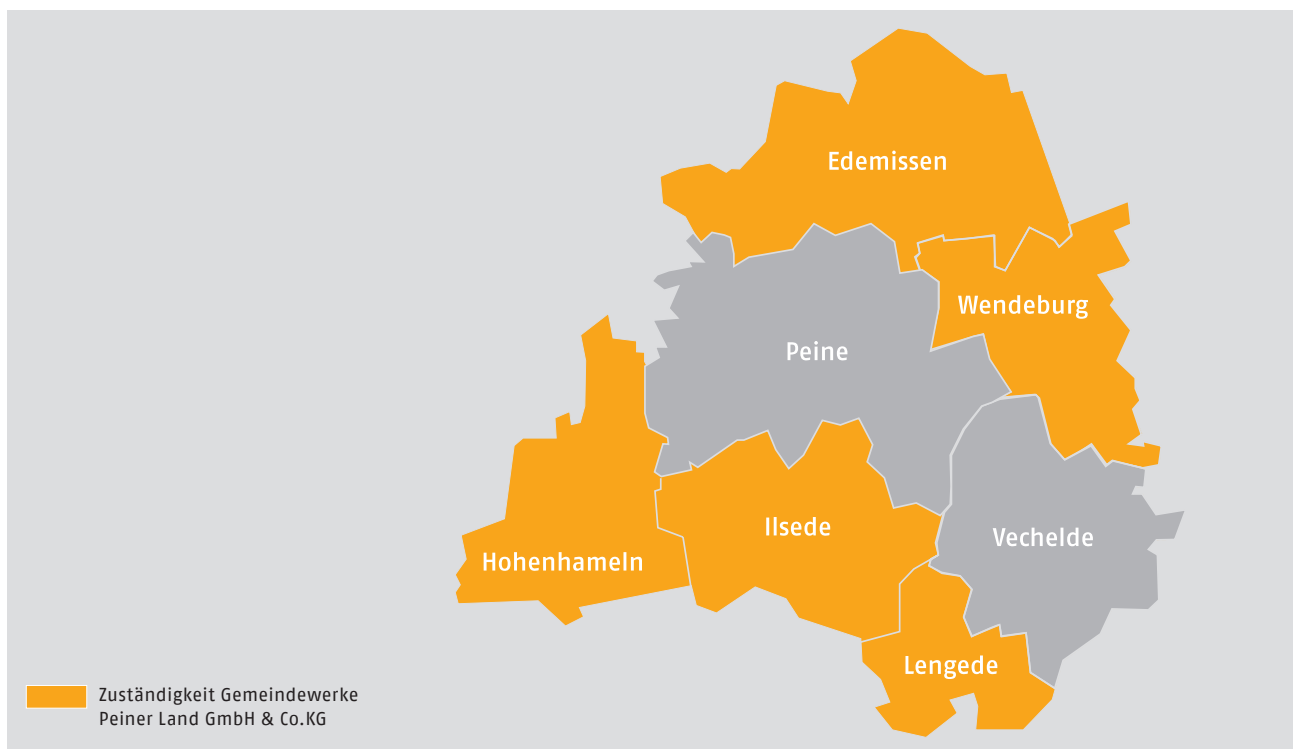 Edemissen
Wendeburg
Peine
Ilsede
Vechelde
Hohenhameln
Lengede
Zuständigkeit Gemeindewerke
Peiner Land GmbH & Co.KG